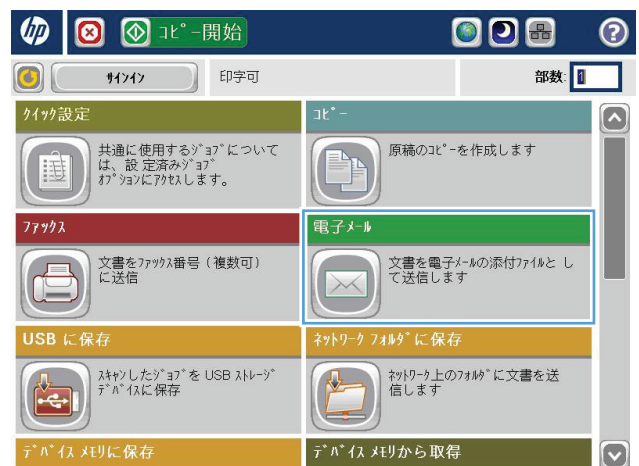 hp
ｺﾋﾟｰ開始
?
ｻｲﾝｲﾝ
印字可
部数: 1
ｸｲｯｸ設定
共通に使用するｼﾞｮﾌﾞについて
は、設 定済みｼﾞｮﾌﾞ
ｵﾌﾟｼｮﾝにｱｸｾｽしま す。
ｺﾋﾟｰ
原稿のｺﾋﾟｰを作成します
ﾌｧｯｸｽ
文書をﾌｧｯｸｽ番号（複数可）
に送信
電子ﾒｰﾙ
文書を電子ﾒｰﾙの添付ﾌｧｲﾙと し
て送信しま す
USB に保存
ｽｷｬﾝしたｼﾞｮﾌﾞを USB ｽﾄﾚｰｼﾞ
ﾃﾞﾊﾞｲｽに保存
ﾈｯﾄﾜｰｸ ﾌｫﾙﾀﾞに保存
ﾈｯﾄﾜｰｸ上のﾌｫﾙﾀﾞに文書を送
信します
ﾃﾞﾊﾞｲｽ ﾒﾓﾘに保存
ﾃﾞﾊﾞｲｽ ﾒﾓﾘから取得